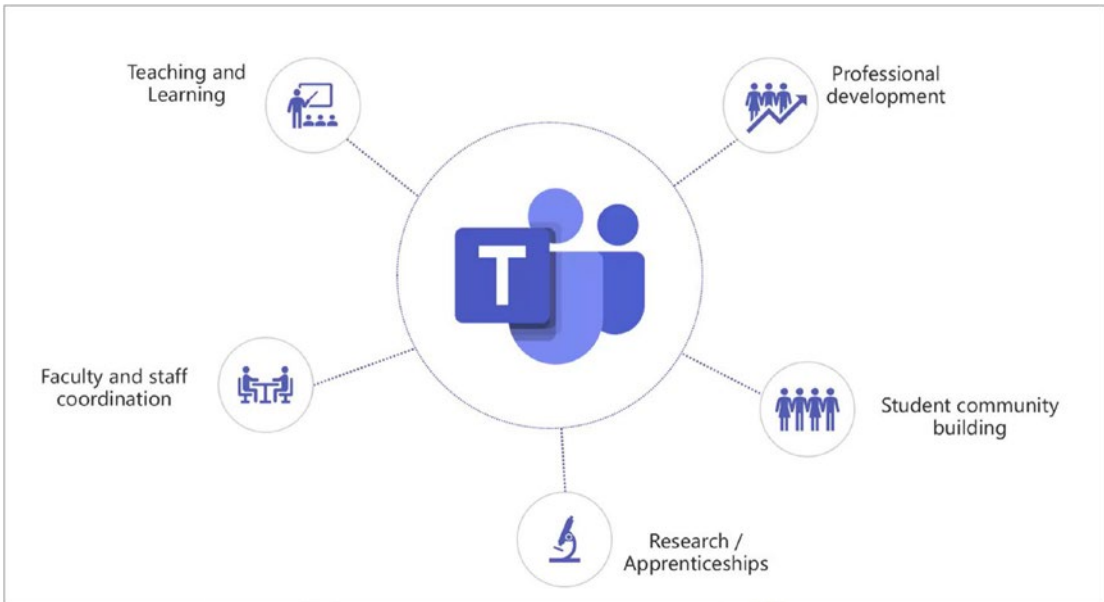 Teaching and
Learning
Professional
development
T
Faculty and staff
coordination
Student community
building
Research /
Apprenticeships